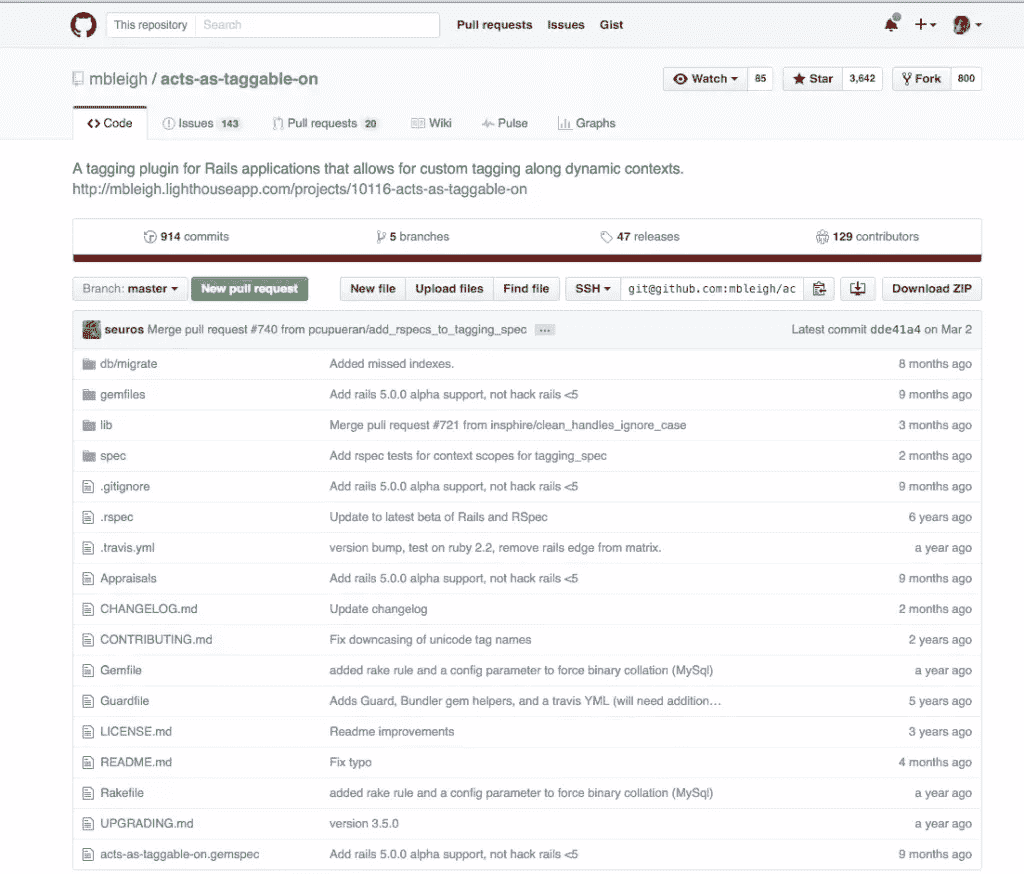 This repository Search Pull requests Issues Gist
mbleigh / acts-as-taggable-on Watch 85 Star 3,642 Fork 800
Code Issues 143 Pull requests 20 Wiki Pulse Graphs
A tagging plugin for Rails applications that allows for custom tagging along dynamic contexts.
http://mbleigh.lighthouseapp.com/projects/10116-acts-as-taggable-on
914 commits 5 branches 47 releases 129 contributors
Branch: master New pull request New file Upload files Find file SSH git@github.com:mbleigh/ac Download ZIP
seuros Merge pull request #740 from pcupueran/add_rspecs_to_tagging_spec ... Latest commit dde41a4 on Mar 2
db/migrate Added missed indexes. 8 months ago
gemfiles Add rails 5.0.0 alpha support, not hack rails <5 9 months ago
lib Merge pull request #721 from insphire/clean_handles_ignore_case 3 months ago
spec Add rspec tests for context scopes for tagging_spec 2 months ago
.gitignore Add rails 5.0.0 alpha support, not hack rails <5 9 months ago
.rspec Update to latest beta of Rails and RSpec 6 years ago
.travis.yml version bump, test on ruby 2.2, remove rails edge from matrix. a year ago
Appraisals Add rails 5.0.0 alpha support, not hack rails <5 9 months ago
CHANGELOG.md Update changelog 2 months ago
CONTRIBUTING.md Fix downcasing of unicode tag names 2 years ago
Gemfile added rake rule and a config parameter to force binary collation (MySql) a year ago
Guardfile Adds Guard, Bundler gem helpers, and a travis YML (will need addition… 5 years ago
LICENSE.md Readme improvements 3 years ago
README.md Fix typo 4 months ago
Rakefile added rake rule and a config parameter to force binary collation (MySql) a year ago
UPGRADING.md version 3.5.0 a year ago
acts-as-taggable-on.gemspec Add rails 5.0.0 alpha support, not hack rails <5 9 months ago